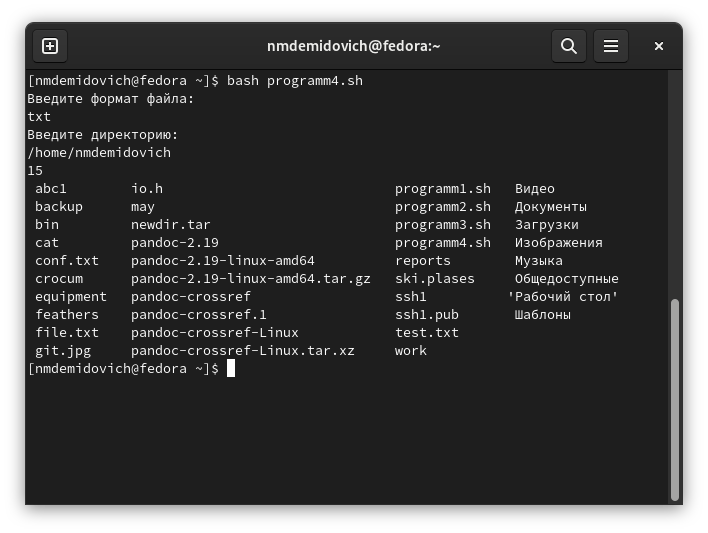 nmdemidovich@fedora:~
[nmdemidovich@fedora ~]$ bash programm4.sh
Введите формат файла:
txt
Введите директорию:
/home/nmdemidovich
15
abc1 io.h programm1.sh Видео
backup may programm2.sh Документы
bin newdir.tar programm3.sh Загрузки
cat pandoc-2.19 programm4.sh Изображения
conf.txt pandoc-2.19-linux-amd64 reports Музыка
crocum pandoc-2.19-linux-amd64.tar.gz ski.plases Общедоступные
equipment pandoc-crossref ssh1 'Рабочий стол'
feathers pandoc-crossref.1 ssh1.pub Шаблоны
file.txt pandoc-crossref-Linux test.txt
git.jpg pandoc-crossref-Linux.tar.xz work
[nmdemidovich@fedora ~]$